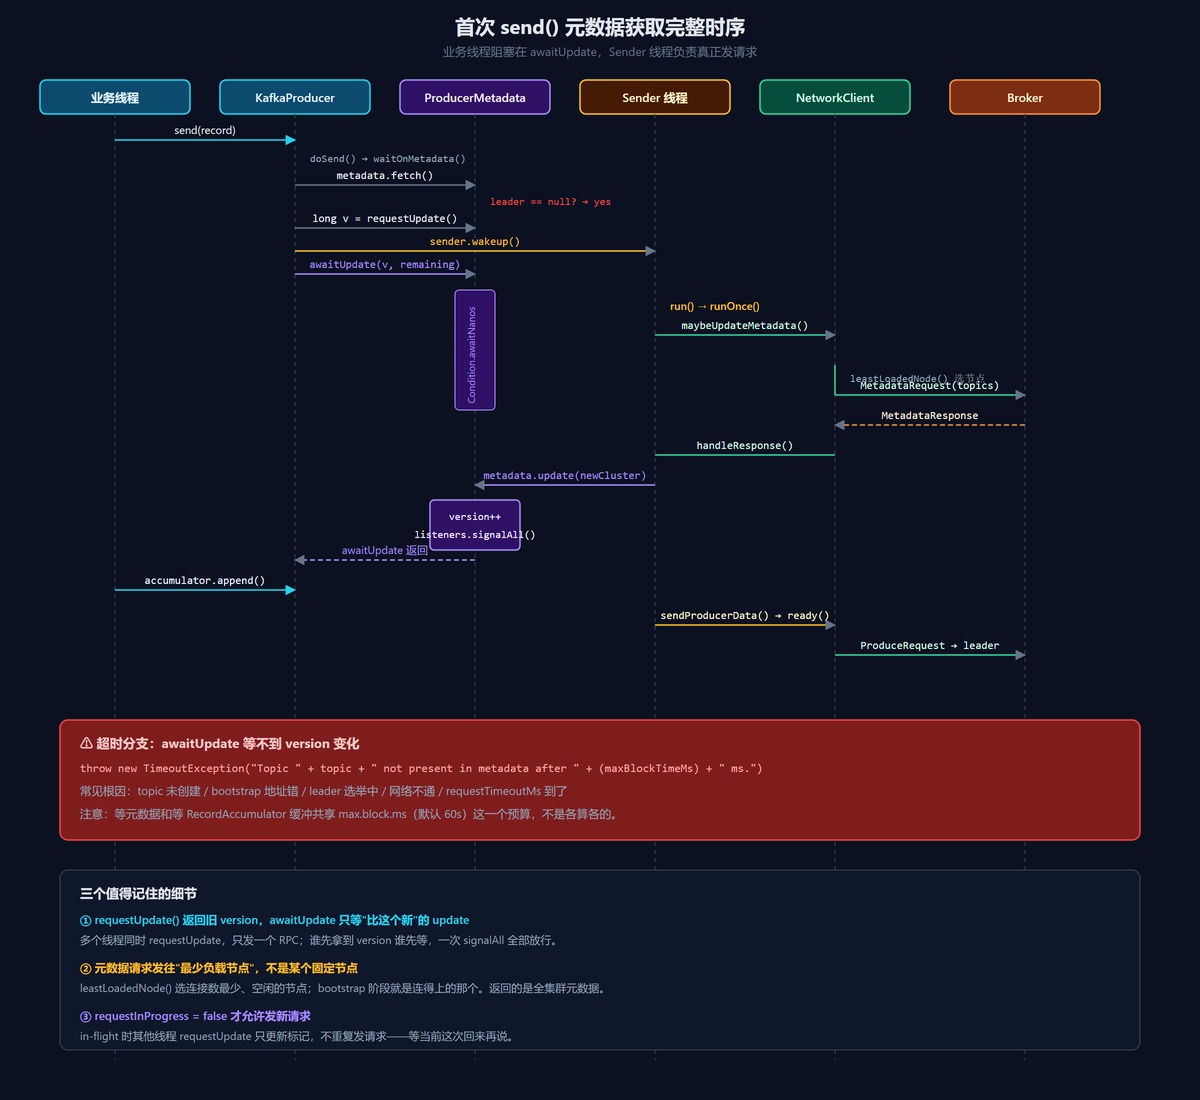 首次 send() 元数据获取完整时序
业务线程阻塞在 awaitUpdate，Sender 线程负责真正发请求
业务线程
KafkaProducer
ProducerMetadata
Sender 线程
NetworkClient
Broker
send(record)
doSend() → waitOnMetadata()
metadata.fetch()
leader == null? → yes
long v = requestUpdate()
sender.wakeup()
awaitUpdate(v, remaining)
Condition.awaitNanos
run() → runOnce()
maybeUpdateMetadata()
leastLoadedNode() 选节点
MetadataRequest(topics)
MetadataResponse
handleResponse()
metadata.update(newCluster)
version++
listeners.signalAll()
awaitUpdate 返回
accumulator.append()
sendProducerData() → ready()
ProduceRequest → leader
⚠ 超时分支：awaitUpdate 等不到 version 变化
throw new TimeoutException("Topic " + topic + " not present in metadata after " + (maxBlockTimeMs) + " ms.")
常见根因：topic 未创建 / bootstrap 地址错 / leader 选举中 / 网络不通 / requestTimeoutMs 到了
注意：等元数据和等 RecordAccumulator 缓冲共享 max.block.ms（默认 60s）这一个预算，不是各算各的。
三个值得记住的细节
① requestUpdate() 返回旧 version，awaitUpdate 只等"比这个新"的 update
多个线程同时 requestUpdate，只发一个 RPC；谁先拿到 version 谁先等，一次 signalAll 全部放行。
② 元数据请求发往"最少负载节点"，不是某个固定节点
leastLoadedNode() 选连接数最少、空闲的节点；bootstrap 阶段就是连得上的那个。返回的是全集群元数据。
③ requestInProgress = false 才允许发新请求
in-flight 时其他线程 requestUpdate 只更新标记，不重复发请求——等当前这次回来再说。